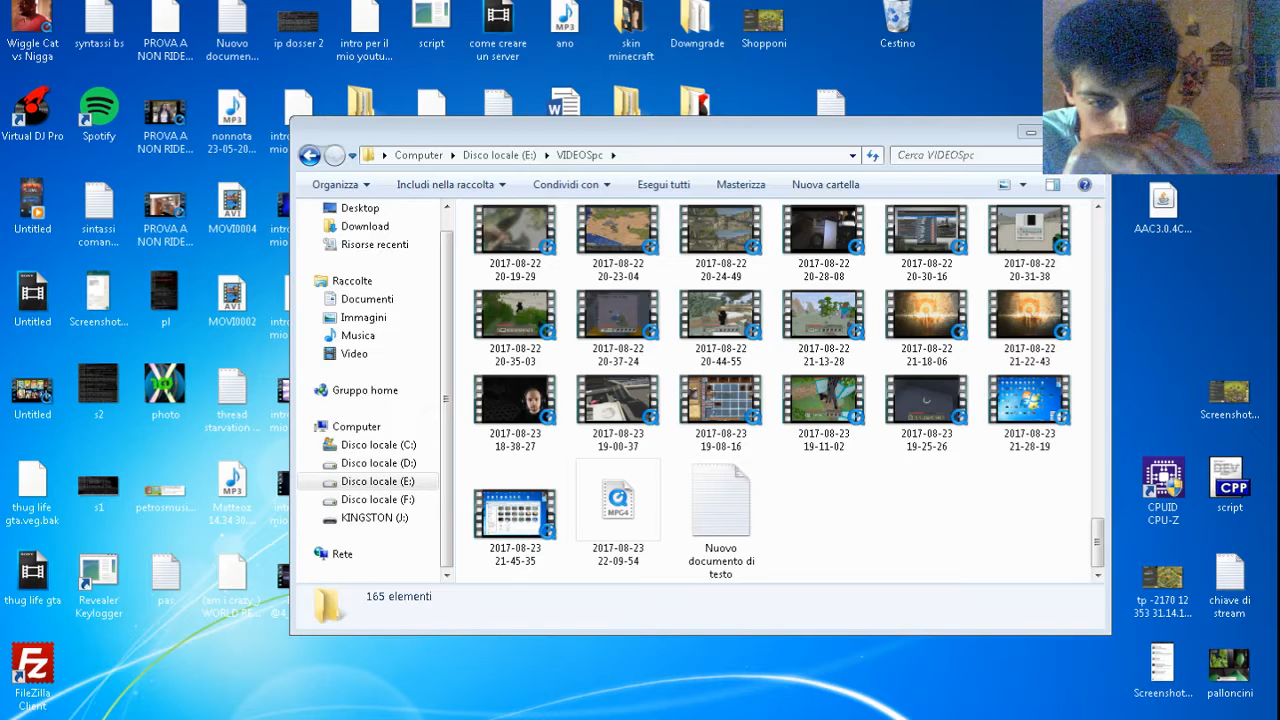 Wiggle Cat vs Nigga
syntassi bs
PROVA A NON RIDE...
Nuovo documen...
ip dosser 2
intro per il mio youtu...
script
come creare un server
ano
skin minecraft
Downgrade
Shopponi
Cestino
Virtual DJ Pro
Spotify
PROVA A NON RIDE...
nonnota 23-05-20...
Computer
Disco locale (E:)
VIDEOSpc
Cerca VIDEOSpc
Organizza
Includi nella raccolta
Condividi con
Esegui tutti
Masterizza
Nuova cartella
Untitled
sintassi coman...
PROVA A NON RIDE...
MOVI0004
AAC3.0.4C...
Desktop
Download
Risorse recenti
Raccolte
Documenti
Immagini
Musica
Video
Gruppo home
Computer
Disco locale (C:)
Disco locale (D:)
Disco locale (E:)
Disco locale (F:)
KINGSTON (J:)
Rete
2017-08-22 20-19-29
2017-08-22 20-23-04
2017-08-22 20-24-49
2017-08-22 20-28-08
2017-08-22 20-30-16
2017-08-22 20-31-38
2017-08-22 20-35-03
2017-08-22 20-37-24
2017-08-22 20-44-55
2017-08-22 21-13-28
2017-08-22 21-18-06
2017-08-22 21-22-43
2017-08-23 18-38-27
2017-08-23 19-00-37
2017-08-23 19-08-16
2017-08-23 19-11-02
2017-08-23 19-25-26
2017-08-23 21-28-19
2017-08-23 21-45-35
MPG4
2017-08-23 22-09-54
Nuovo documento di testo
165 elementi
Untitled
Screenshot...
pl
MOVI0002
Untitled
s2
photo
thread starvation ...
Screenshot...
thug life gta.veg.bak
s1
petrosmusi...
Matteoz
CPUID CPU-Z
DEV CPP
script
thug life gta
Revealer Keylogger
pas
(am i crazy_) WORLD RE...
tp -2170 12 353 31.14.1...
chiave di stream
FileZilla Client
Screenshot...
palloncini